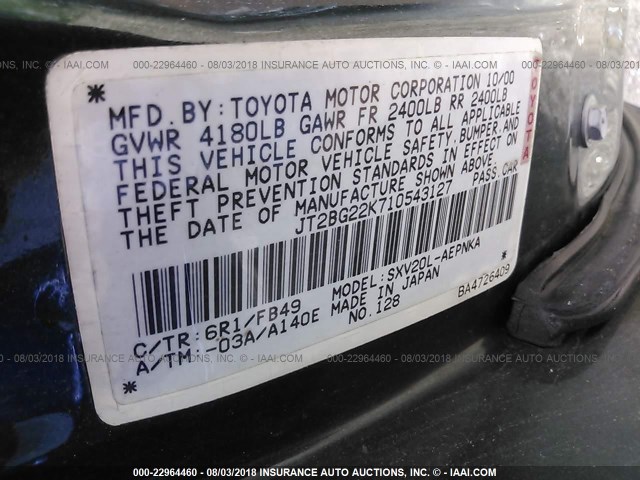 000-22964460 - 08/03/2018 - INSURANCE AUTO AUCTIONS - © - IAAI.COM
* MFD. BY: TOYOTA MOTOR CORPORATION 10/00
GVWR 4180LB GAWR FR 2400LB RR 2400LB
THIS VEHICLE CONFORMS TO ALL APPLICABLE
FEDERAL MOTOR VEHICLE SAFETY, BUMPER, AND
THEFT PREVENTION STANDARDS IN EFFECT ON
THE DATE OF MANUFACTURE SHOWN ABOVE.
JT2BG22K710543127 PASS. CAR
TOYOTA
*
C/TR: 6R1/FB49 MODEL: SXV20L-AEPNKA
A/TM: -03A/A140E MADE IN JAPAN
* NO. 128 BA4726409
000-22964460 - 08/03/2018 - INSURANCE AUTO AUCTIONS - © - IAAI.COM